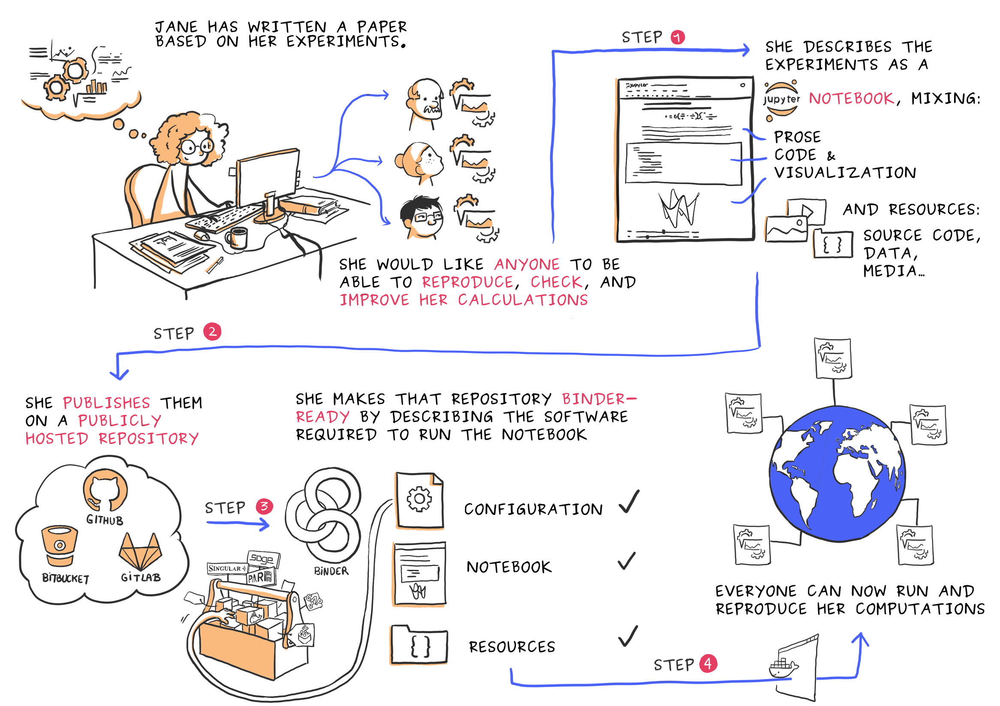 JANE HAS WRITTEN A PAPER
BASED ON HER EXPERIMENTS.
SHE WOULD LIKE ANYONE TO BE
ABLE TO REPRODUCE, CHECK, AND
IMPROVE HER CALCULATIONS
STEP 1
SHE DESCRIBES THE
EXPERIMENTS AS A
jupyter NOTEBOOK, MIXING:
jupyter
PROSE
CODE &
VISUALIZATION
AND RESOURCES:
SOURCE CODE,
DATA,
MEDIA...
STEP 2
SHE PUBLISHES THEM
ON A PUBLICLY
HOSTED REPOSITORY
GITHUB
BITBUCKET
GITLAB
STEP 3
SHE MAKES THAT REPOSITORY BINDER-
READY BY DESCRIBING THE SOFTWARE
REQUIRED TO RUN THE NOTEBOOK
BINDER
sage
SINGULAR
PARI
GAP
4
CONFIGURATION
NOTEBOOK
RESOURCES
STEP 4
EVERYONE CAN NOW RUN AND
REPRODUCE HER COMPUTATIONS